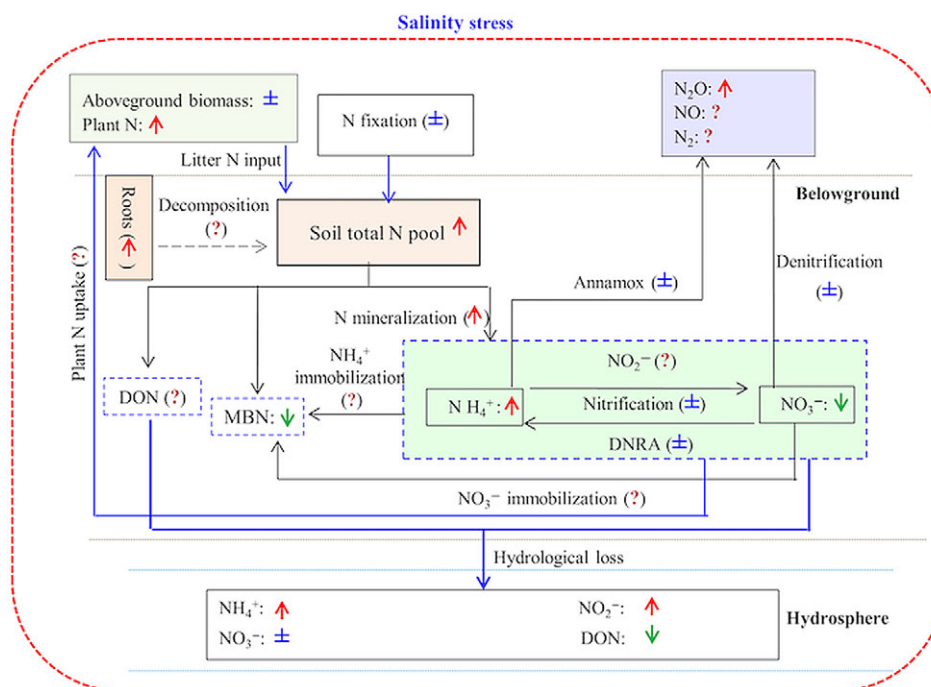 Salinity stress
Aboveground biomass: ±
Plant N: ↑
N fixation (±)
N₂O: ↑
NO: ?
N₂: ?
Litter N input
Belowground
Roots (↑)
Decomposition
(?)
Soil total N pool ↑
Denitrification
(±)
Annamox (±)
Plant N uptake (?)
N mineralization (↑)
NH₄⁺
immobilization
(?)
NO₂⁻ (?)
DON (?)
MBN: ↓
N H₄⁺: ↑
Nitrification (±)
NO₃⁻: ↓
DNRA (±)
NO₃⁻ immobilization (?)
Hydrological loss
NH₄⁺: ↑
NO₂⁻: ↑
NO₃⁻: ±
DON: ↓
Hydrosphere